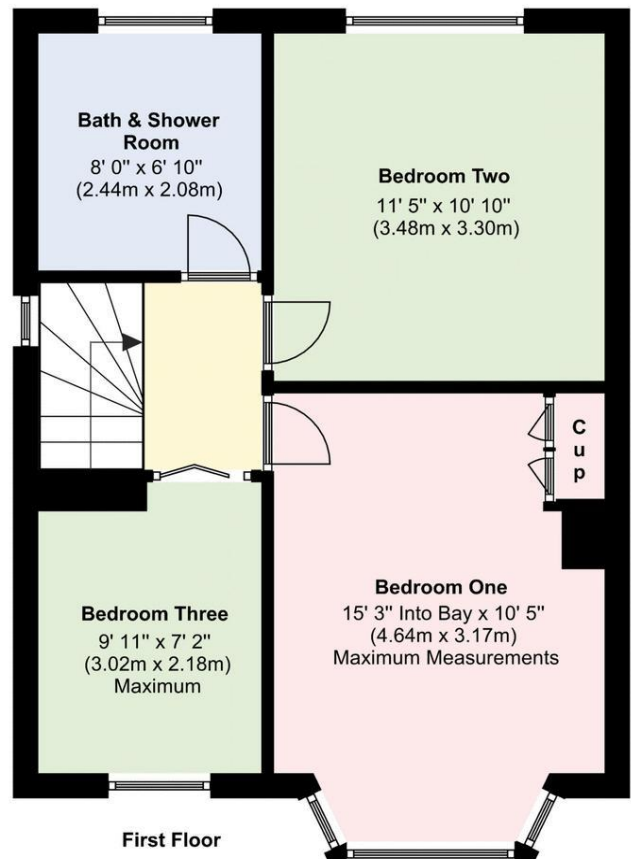 Bath & Shower
Room
8' 0" x 6' 10"
(2.44m x 2.08m)
Bedroom Two
11' 5" x 10' 10"
(3.48m x 3.30m)
C
u
p
Bedroom One
15' 3" Into Bay x 10' 5"
(4.64m x 3.17m)
Maximum Measurements
Bedroom Three
9' 11" x 7' 2"
(3.02m x 2.18m)
Maximum
First Floor